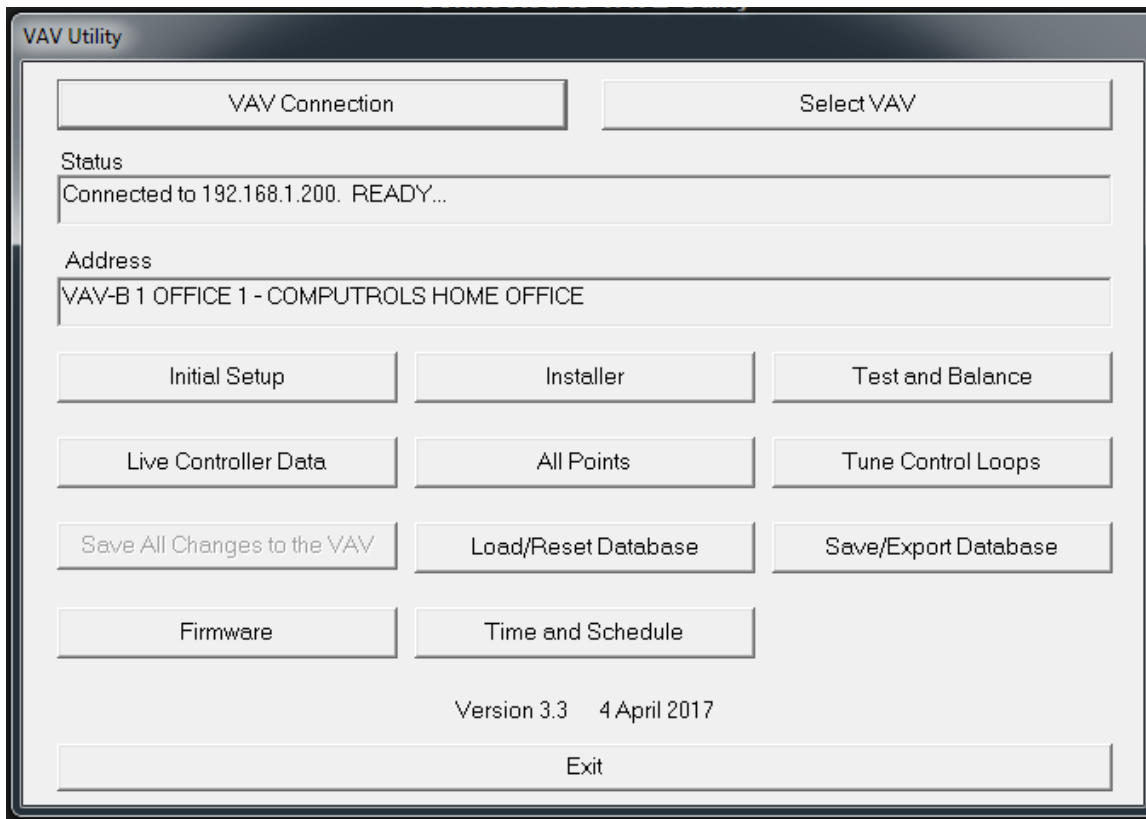 VAV Utility
VAV Connection
Select VAV
Status
Connected to 192.168.1.200. READY...
Address
VAV-B 1 OFFICE 1 - COMPUTROLS HOME OFFICE
Initial Setup
Installer
Test and Balance
Live Controller Data
All Points
Tune Control Loops
Save All Changes to the VAV
Load/Reset Database
Save/Export Database
Firmware
Time and Schedule
Version 3.3 4 April 2017
Exit